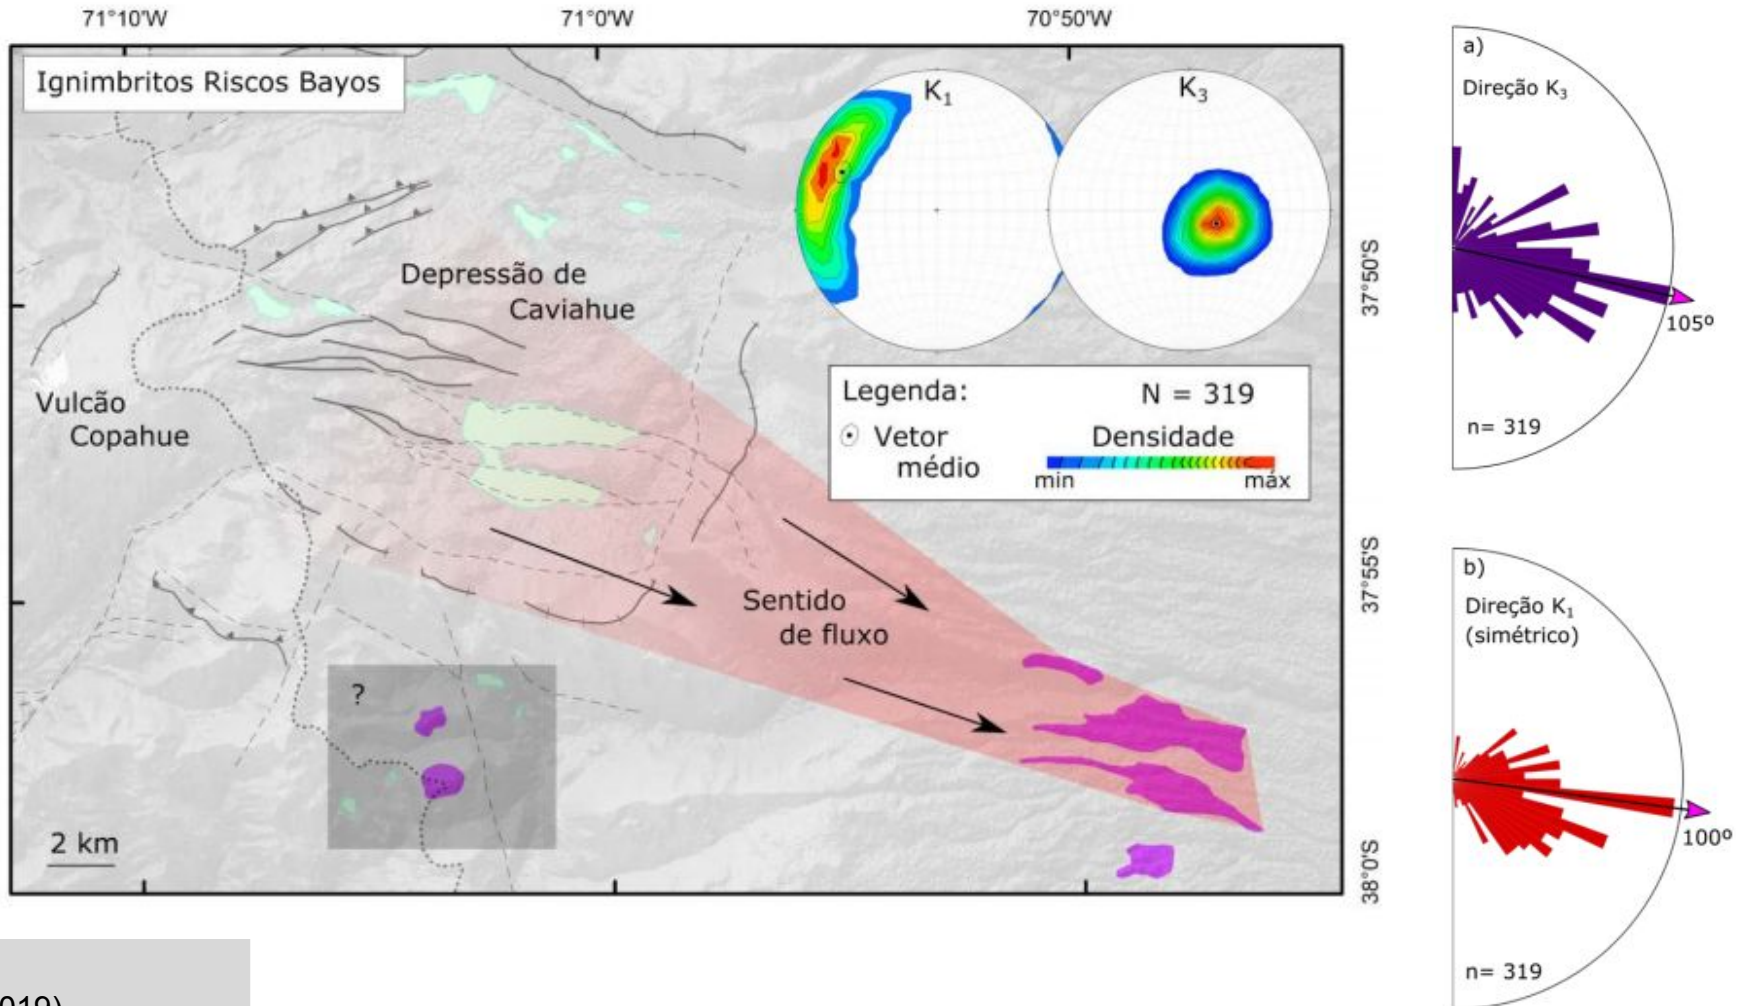 71°10'W
71°0'W
70°50'W
Ignimbritos Riscos Bayos
K1
K3
Depressão de
Caviahue
37°50'S
Vulcão
Copahue
Legenda:
N = 319
Vetor
médio
Densidade
min
máx
37°55'S
Sentido
de fluxo
?
2 km
38°0'S
a)
Direção K3
105º
n= 319
b)
Direção K1
(simétrico)
100º
n= 319
019)